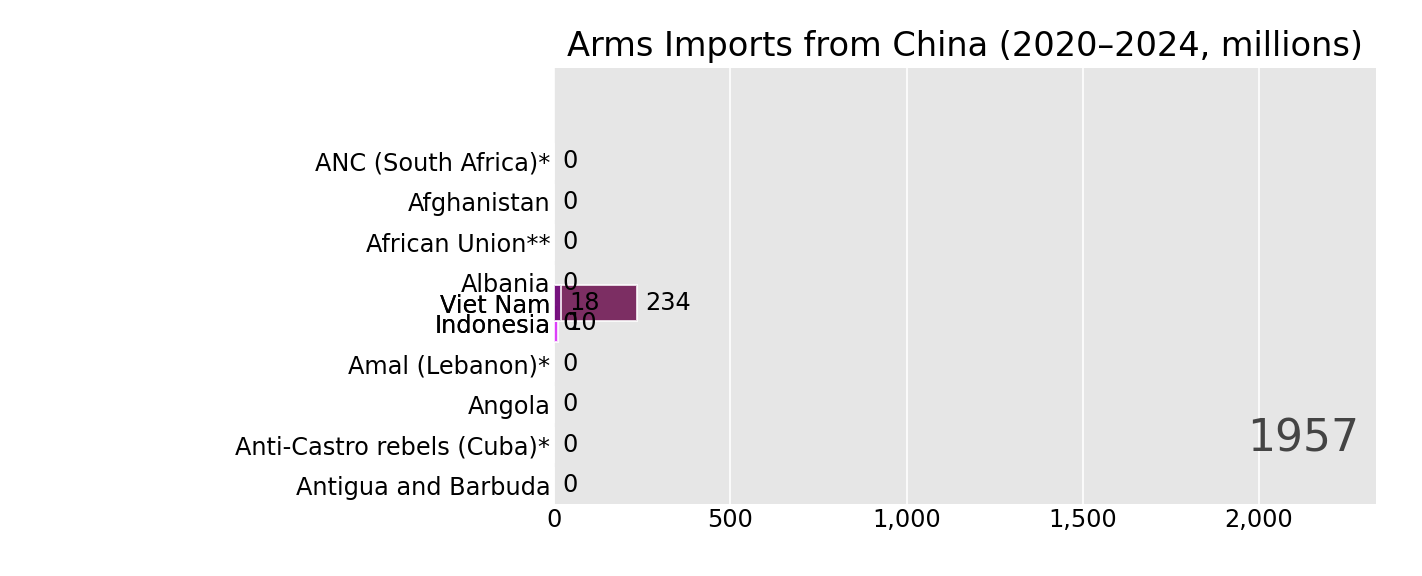 Arms Imports from China (2020–2024, millions)
ANC (South Africa)* 0
Afghanistan 0
African Union** 0
Albania 0
Viet Nam 18 234
Indonesia 0 10
Amal (Lebanon)* 0
Angola 0
Anti-Castro rebels (Cuba)* 0
1957
Antigua and Barbuda 0
0 500 1,000 1,500 2,000